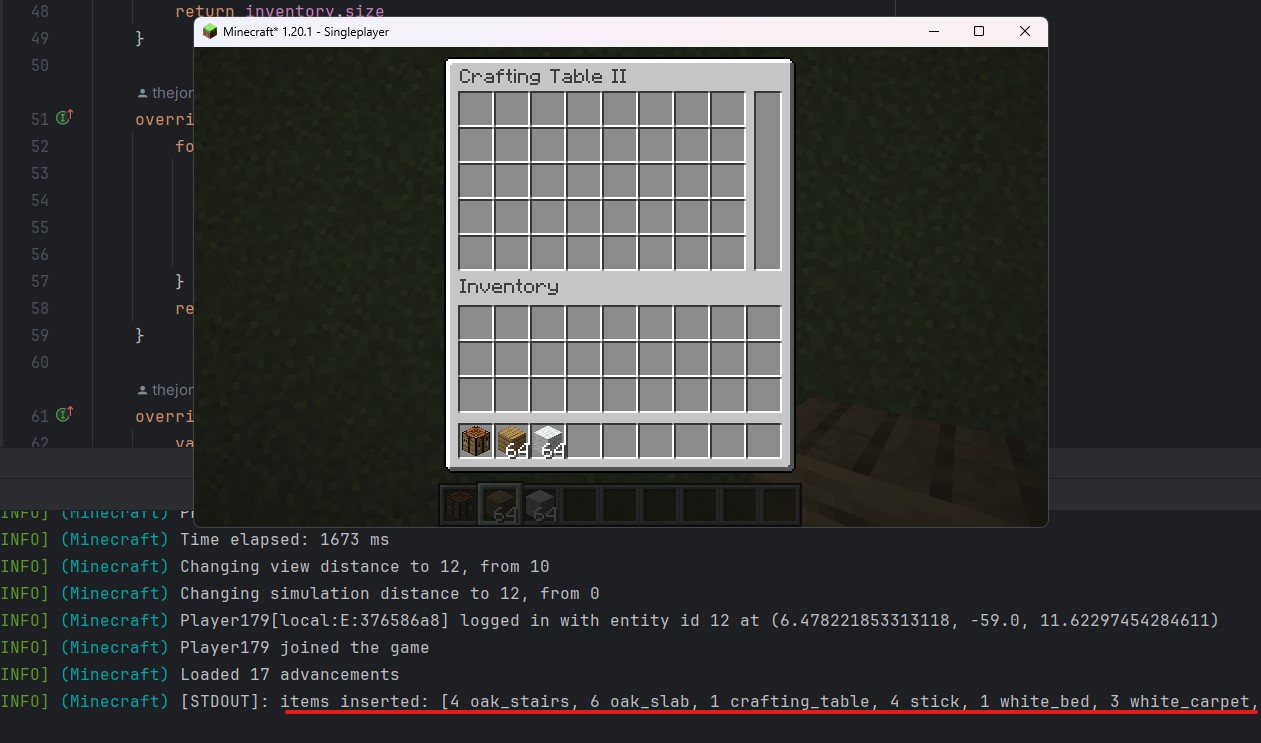 48 return inventory.size
Minecraft* 1.20.1 - Singleplayer
49 }
50
thejor
51 overri
52 fo
53
54
55
56
57 }
58 re
59 }
60
thejor
61 overri
62 va
Crafting Table II
Inventory
64 64
64 64
INFO] (Minecraft)
INFO] (Minecraft) Time elapsed: 1673 ms
INFO] (Minecraft) Changing view distance to 12, from 10
INFO] (Minecraft) Changing simulation distance to 12, from 0
INFO] (Minecraft) Player179[local:E:376586a8] logged in with entity id 12 at (6.478221853313118, -59.0, 11.62297454284611)
INFO] (Minecraft) Player179 joined the game
INFO] (Minecraft) Loaded 17 advancements
INFO] (Minecraft) [STDOUT]: items inserted: [4 oak_stairs, 6 oak_slab, 1 crafting_table, 4 stick, 1 white_bed, 3 white_carpet,